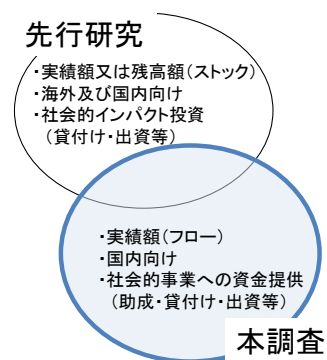 先行研究
・実績額又は残高額(ストック)
・海外及び国内向け
・社会的インパクト投資
(貸付け・出資等)
・実績額(フロー)
・国内向け
・社会的事業への資金提供
(助成・貸付け・出資等)
本調査